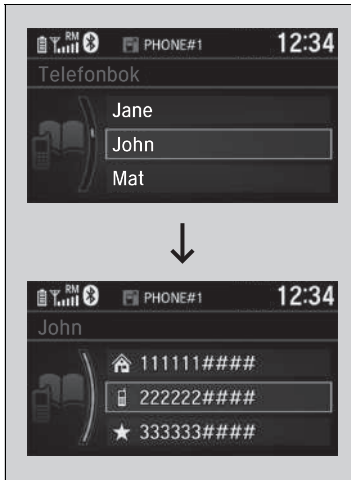 RM PHONE#1 12:34
Telefonbok
Jane
John
Mat
RM PHONE#1 12:34
John
111111####
222222####
333333####